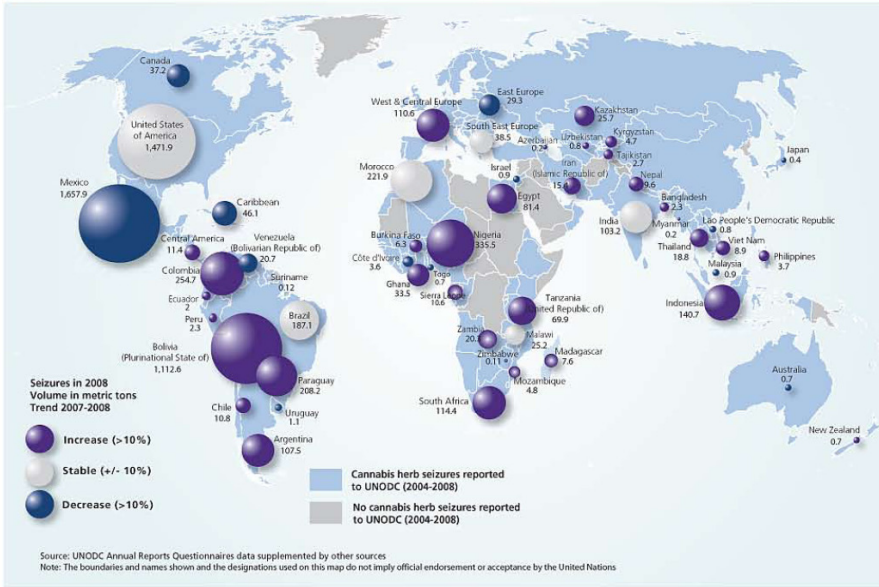 Canada
37.2
United States
of America
1,471.9
Mexico
1,657.9
Caribbean
46.1
Central America
11.4
Venezuela
(Bolivarian Republic of)
20.7
Colombia
254.7
Suriname
0.12
Ecuador
2
Peru
2.3
Brazil
187.1
Bolivia
(Plurinational State of)
1,112.6
Paraguay
208.2
Chile
10.8
Uruguay
1.1
Argentina
107.5
West & Central Europe
110.6
East Europe
29.3
South East Europe
38.5
Morocco
221.9
Israel
0.9
Egypt
81.4
Burkina Faso
6.3
Nigeria
335.5
Côte d'Ivoire
3.6
Togo
0.7
Ghana
33.5
Sierra Leone
10.6
Tanzania
(United Republic of)
69.9
Zambia
Malawi
25.2
Zimbabwe
0.11
Madagascar
7.6
Mozambique
4.8
South Africa
114.4
Kazakhstan
25.7
Azerbaijan
Uzbekistan
0.8
Kyrgyzstan
4.7
Tajikistan
2.7
Iran
(Islamic Republic of)
Nepal
India
103.2
Bangladesh
2.3
Myanmar
0.2
Lao People's Democratic Republic
0.8
Thailand
18.8
Viet Nam
8.9
Philippines
3.7
Malaysia
0.9
Indonesia
140.7
Japan
0.4
Australia
0.7
New Zealand
0.7
Seizures in 2008
Volume in metric tons
Trend 2007-2008
Increase (>10%)
Stable (+/- 10%)
Decrease (>10%)
Cannabis herb seizures reported
to UNODC (2004-2008)
No cannabis herb seizures reported
to UNODC (2004-2008)
Source: UNODC Annual Reports Questionnaires data supplemented by other sources
Note: The boundaries and names shown and the designations used on this map do not imply official endorsement or acceptance by the United Nations